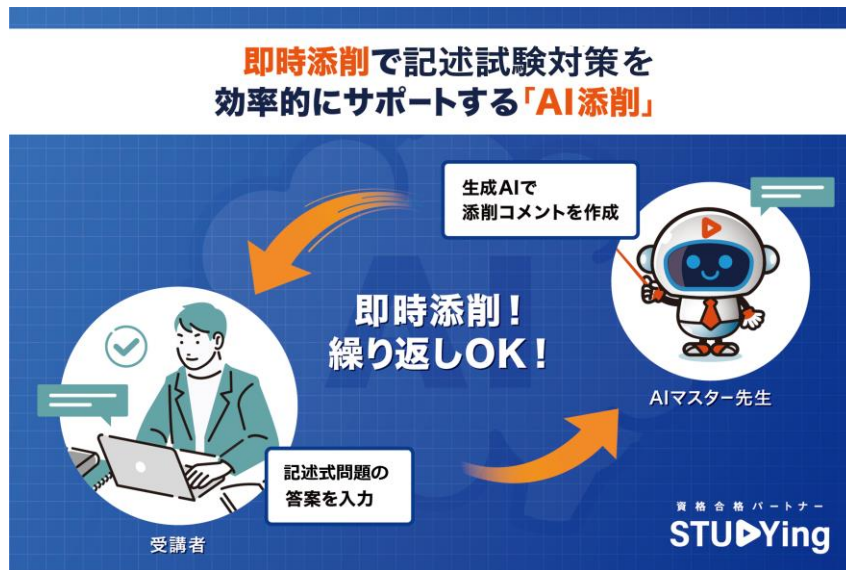 即時添削で記述試験対策を
効率的にサポートする「AI添削」
生成AIで
添削コメントを作成
即時添削！
繰り返しOK！
AIマスター先生
記述式問題の
答案を入力
受講者
資格合格パートナー
STUDYing
AI